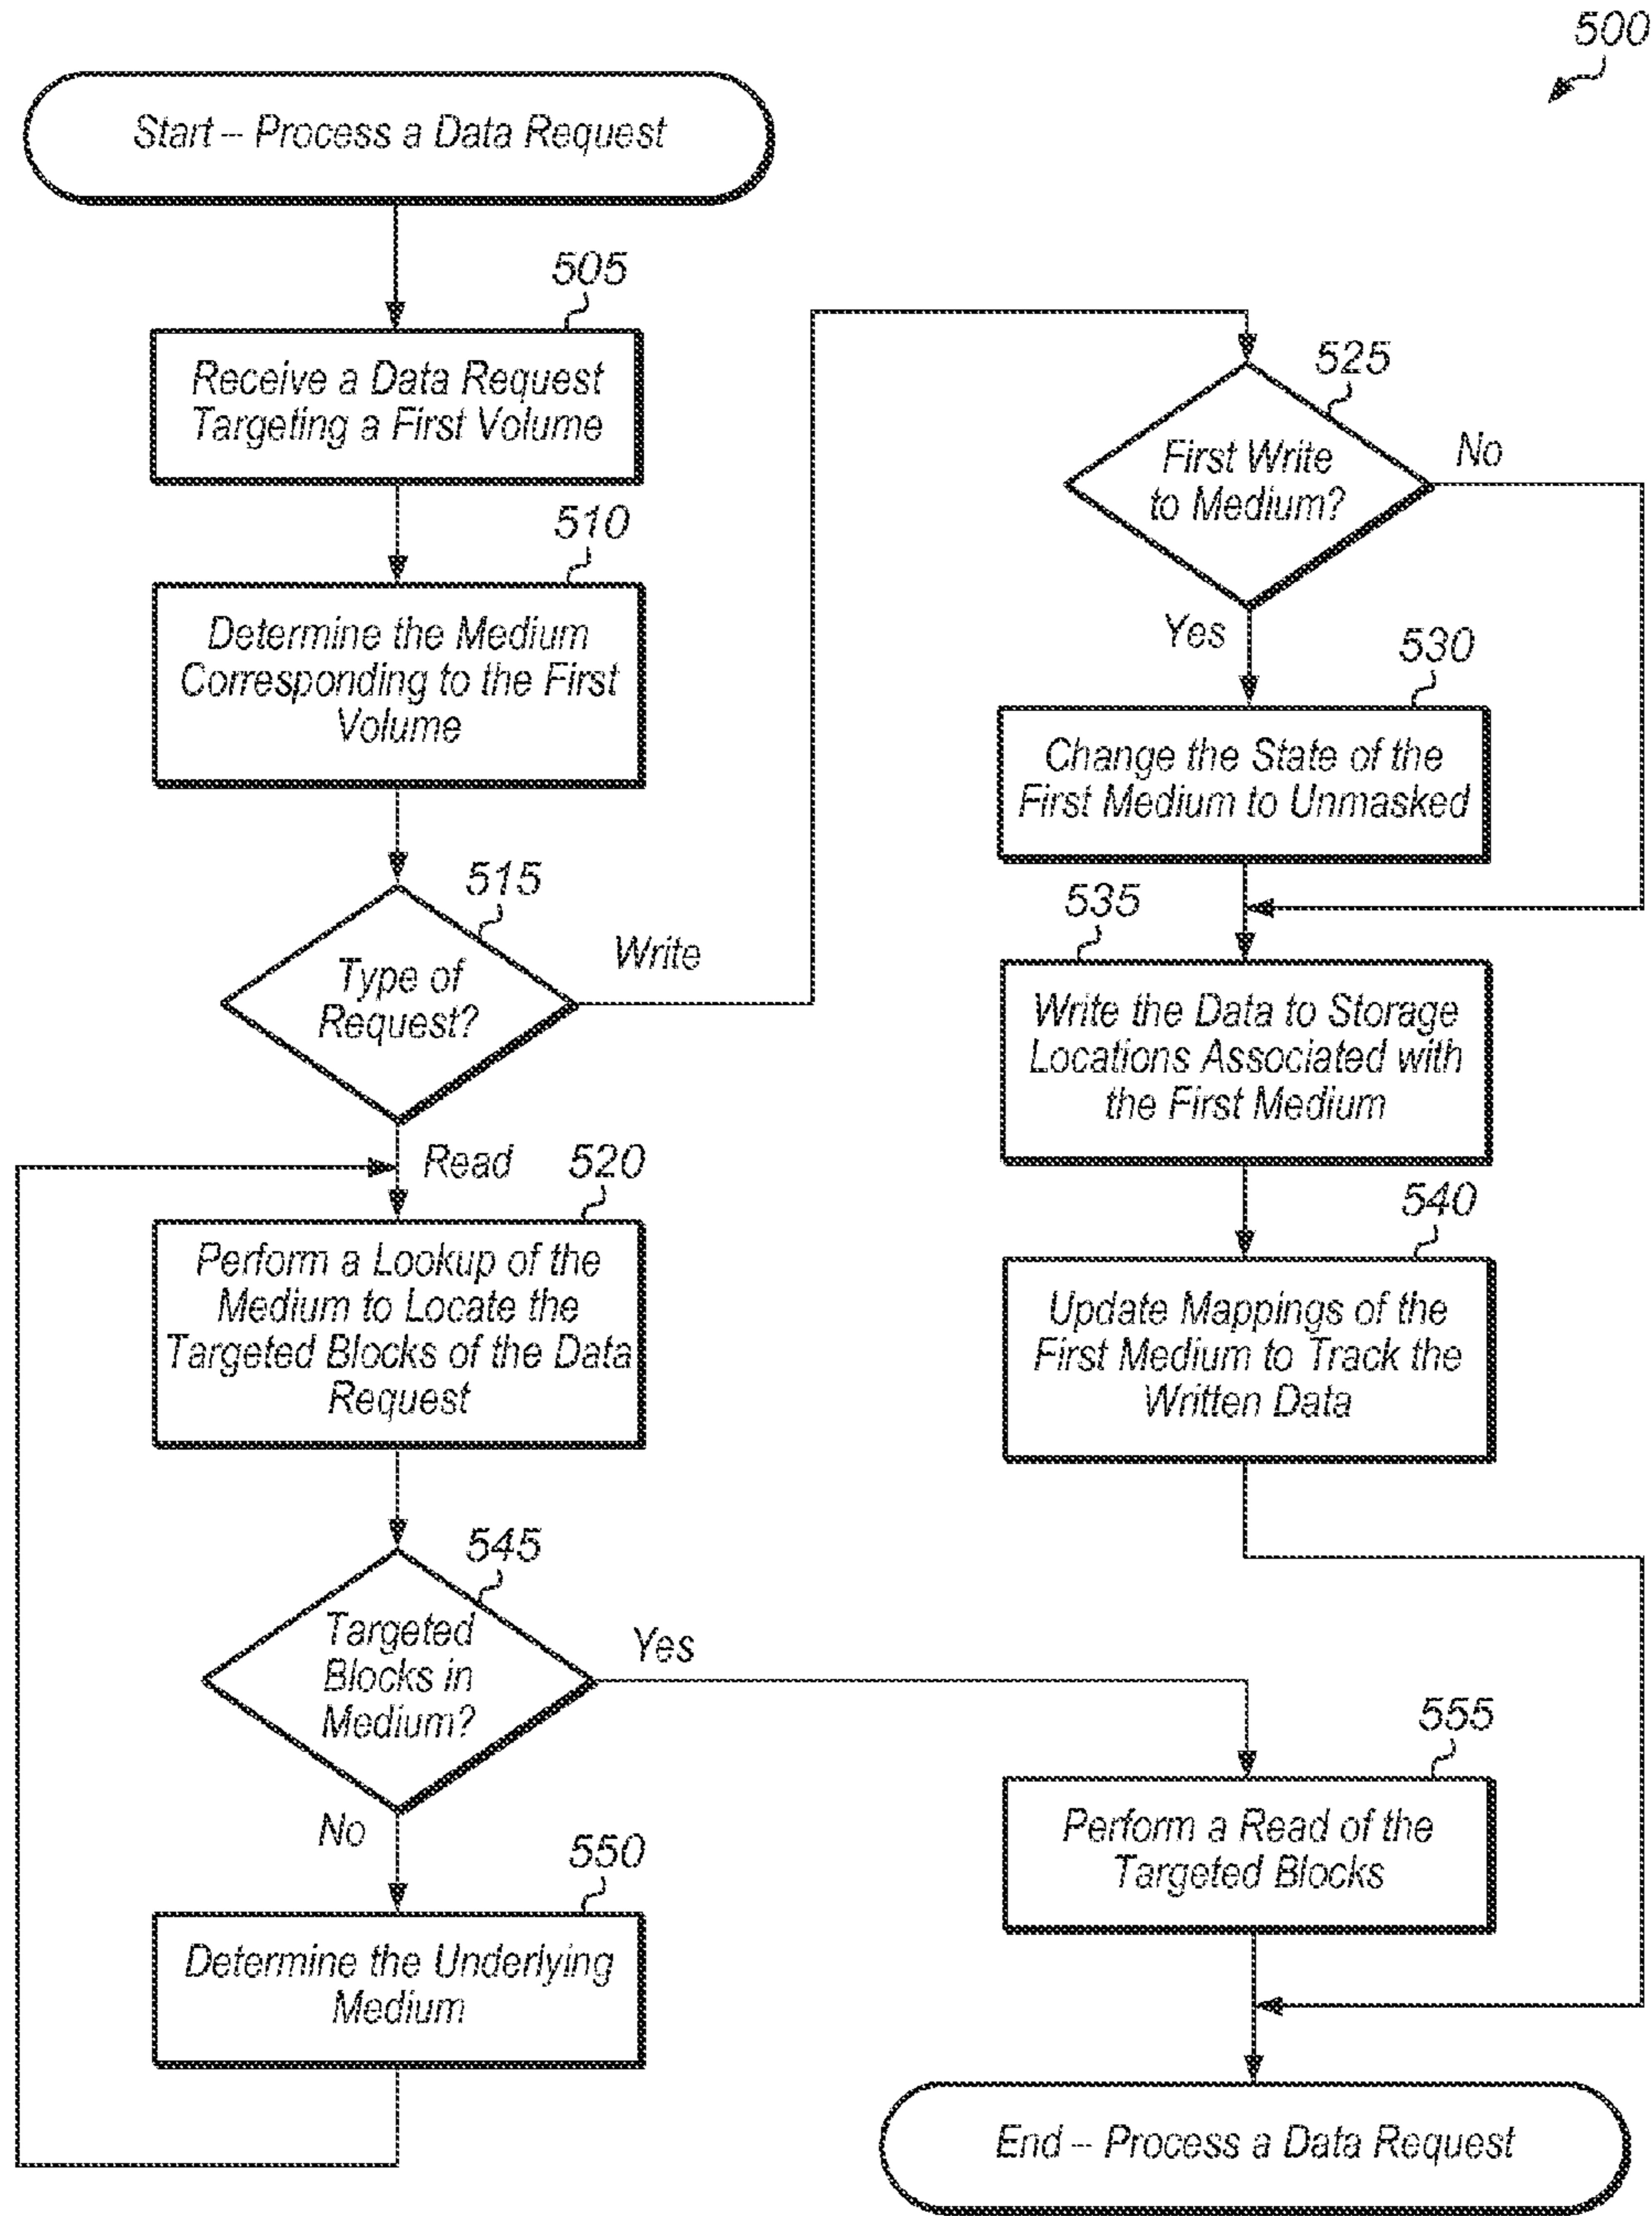 500
Start -- Process a Data Request
505
Receive a Data Request
Targeting a First Volume
510
Determine the Medium
Corresponding to the First
Volume
515
Type of
Request?
Write
Read
520
Perform a Lookup of the
Medium to Locate the
Targeted Blocks of the Data
Request
545
Targeted
Blocks in
Medium?
Yes
No
550
Determine the Underlying
Medium
525
First Write
to Medium?
No
Yes
530
Change the State of the
First Medium to Unmasked
535
Write the Data to Storage
Locations Associated with
the First Medium
540
Update Mappings of the
First Medium to Track the
Written Data
555
Perform a Read of the
Targeted Blocks
End -- Process a Data Request